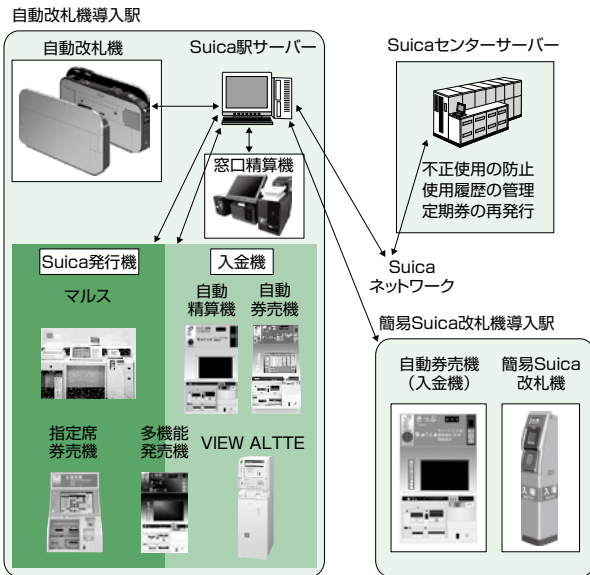 自動改札機導入駅
自動改札機
Suica駅サーバー
Suicaセンターサーバー
窓口精算機
不正使用の防止
使用履歴の管理
定期券の再発行
Suica
ネットワーク
Suica発行機
入金機
マルス
自動
精算機
自動
券売機
指定席
券売機
多機能
発売機
VIEW ALTTE
簡易Suica改札機導入駅
自動券売機
(入金機)
簡易Suica
改札機
きっぷ
入場